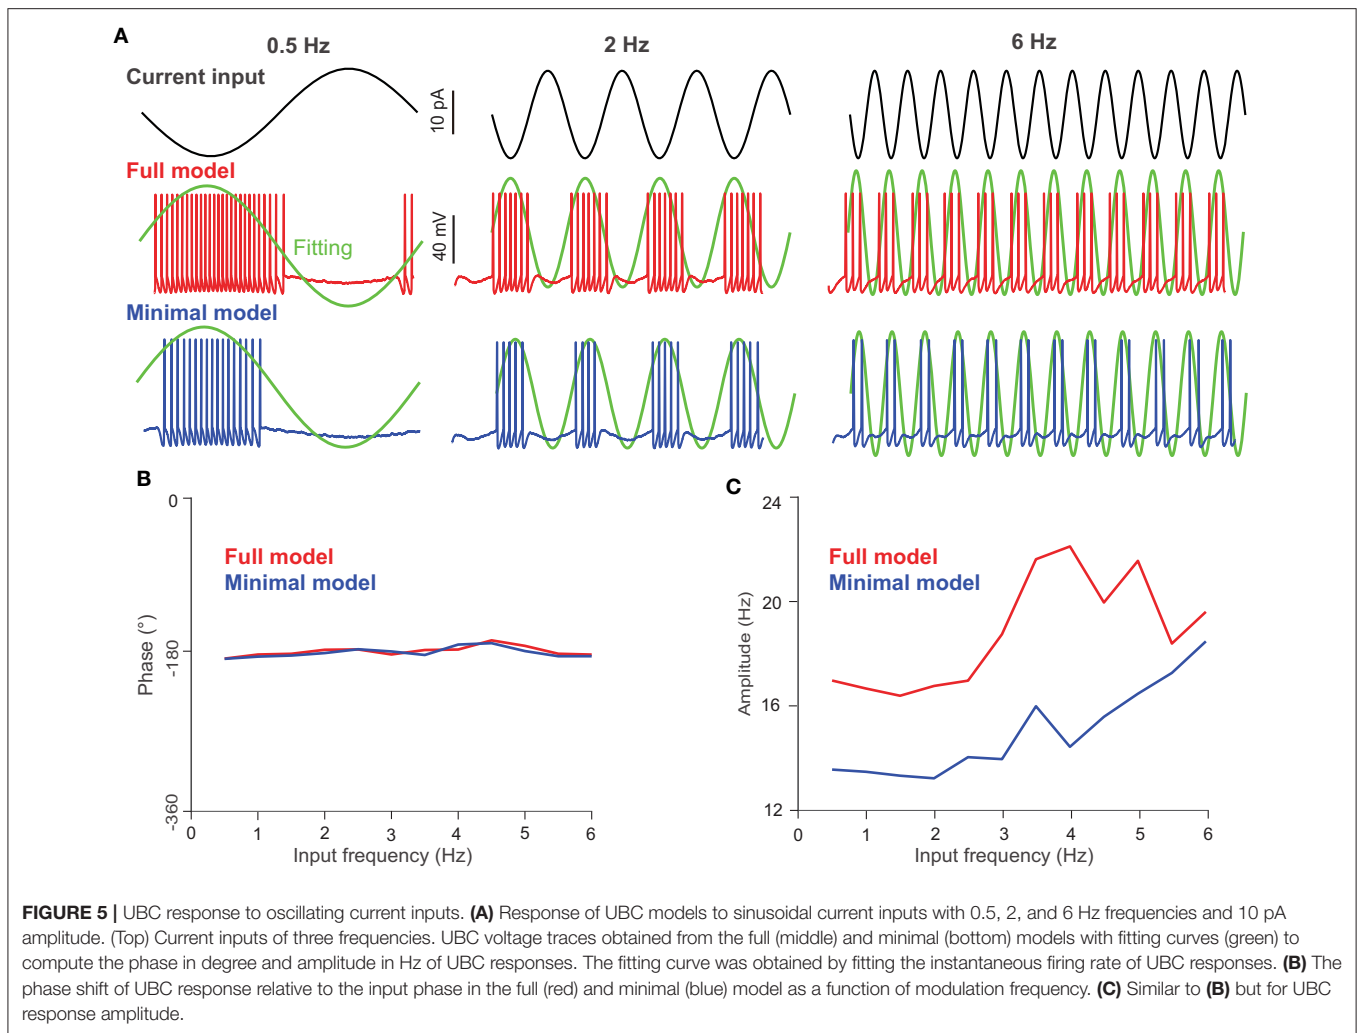 A
0.5 Hz
2 Hz
6 Hz
Current input
10 pA
Full model
Fitting
40 mV
Minimal model
B
0
-180
-360
Phase (°)
Full model
Minimal model
0 1 2 3 4 5 6
Input frequency (Hz)
C
24
20
16
12
Amplitude (Hz)
Full model
Minimal model
0 1 2 3 4 5 6
Input frequency (Hz)
FIGURE 5 | UBC response to oscillating current inputs. (A) Response of UBC models to sinusoidal current inputs with 0.5, 2, and 6 Hz frequencies and 10 pA
amplitude. (Top) Current inputs of three frequencies. UBC voltage traces obtained from the full (middle) and minimal (bottom) models with fitting curves (green) to
compute the phase in degree and amplitude in Hz of UBC responses. The fitting curve was obtained by fitting the instantaneous firing rate of UBC responses. (B) The
phase shift of UBC response relative to the input phase in the full (red) and minimal (blue) model as a function of modulation frequency. (C) Similar to (B) but for UBC
response amplitude.